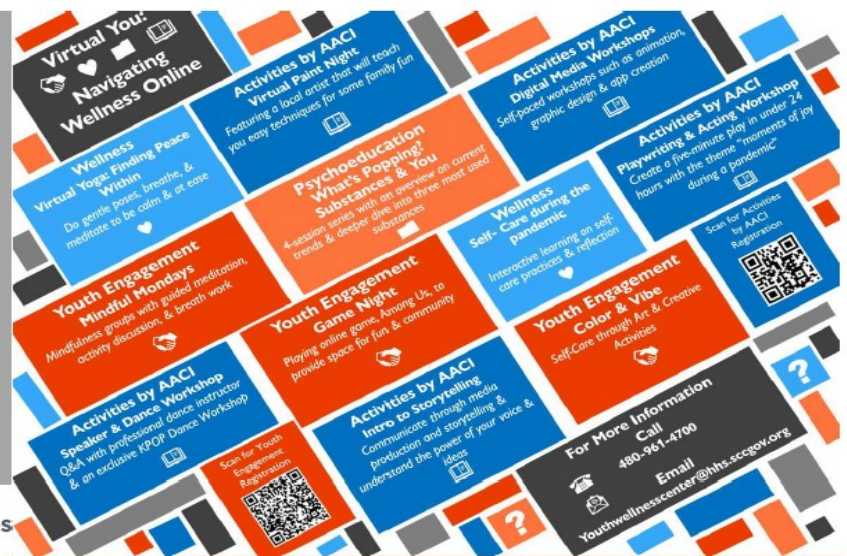 Virtual You:
Navigating
Wellness Online
Activities by AACI
Virtual Paint Night
Featuring a local artist that will teach
you easy techniques for some family fun
Activities by AACI
Digital Media Workshops
Self-paced workshops such as animation,
graphic design & app creation
Wellness
Virtual Yoga: Finding Peace
Within
Do gentle poses, breathe, &
meditate to be calm & at ease
Psychoeducation
What's Popping?
Substances & You
4-session series with an overview on current
trends & deeper dive into three most used
substances
Activities by AACI
Playwriting & Acting Workshop
Create a five-minute play in under 24
hours with the theme "moments of joy
during a pandemic"
Wellness
Self- Care during the
pandemic
Interactive learning on self-
care practices & reflection
Scan for Activities
by AACI
Registration
Youth Engagement
Mindful Mondays
Mindfulness groups with guided meditation,
activity discussion, & breath work
Youth Engagement
Game Night
Playing online game, Among Us, to
provide space for fun & community
Youth Engagement
Color & Vibe
Self-Care through Art & Creative
Activities
Activities by AACI
Speaker & Dance Workshop
Q&A with professional dance instructor
& an exclusive KPOP Dance Workshop
Scan for Youth
Engagement
Registration
Activities by AACI
Intro to Storytelling
Communicate through media
production and storytelling &
understand the power of your voice &
ideas
For More Information
Call
480-961-4700
Email
Youthwellnesscenter@hhs.sccgov.org
?
?
s